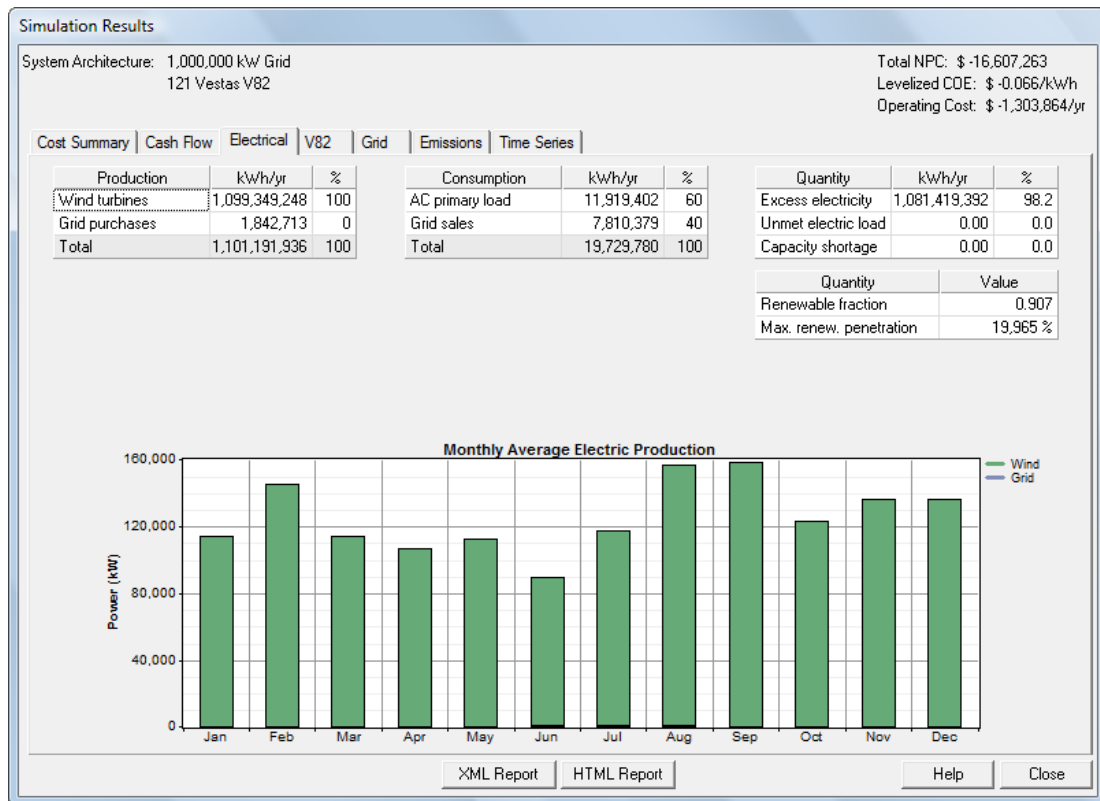 Simulation Results
System Architecture: 1,000,000 kW Grid
121 Vestas V82
Total NPC: $ -16,607,263
Levelized COE: $ -0.066/kWh
Operating Cost: $ -1,303,864/yr
Cost Summary Cash Flow Electrical V82 Grid Emissions Time Series
Production kWh/yr %
Wind turbines 1,099,349,248 100
Grid purchases 1,842,713 0
Total 1,101,191,936 100
Consumption kWh/yr %
AC primary load 11,919,402 60
Grid sales 7,810,379 40
Total 19,729,780 100
Quantity kWh/yr %
Excess electricity 1,081,419,392 98.2
Unmet electric load 0.00 0.0
Capacity shortage 0.00 0.0
Quantity Value
Renewable fraction 0.907
Max. renew. penetration 19,965 %
Monthly Average Electric Production
160,000
120,000
80,000
40,000
0
Power (kW)
Jan Feb Mar Apr May Jun Jul Aug Sep Oct Nov Dec
Wind
Grid
XML Report HTML Report Help Close